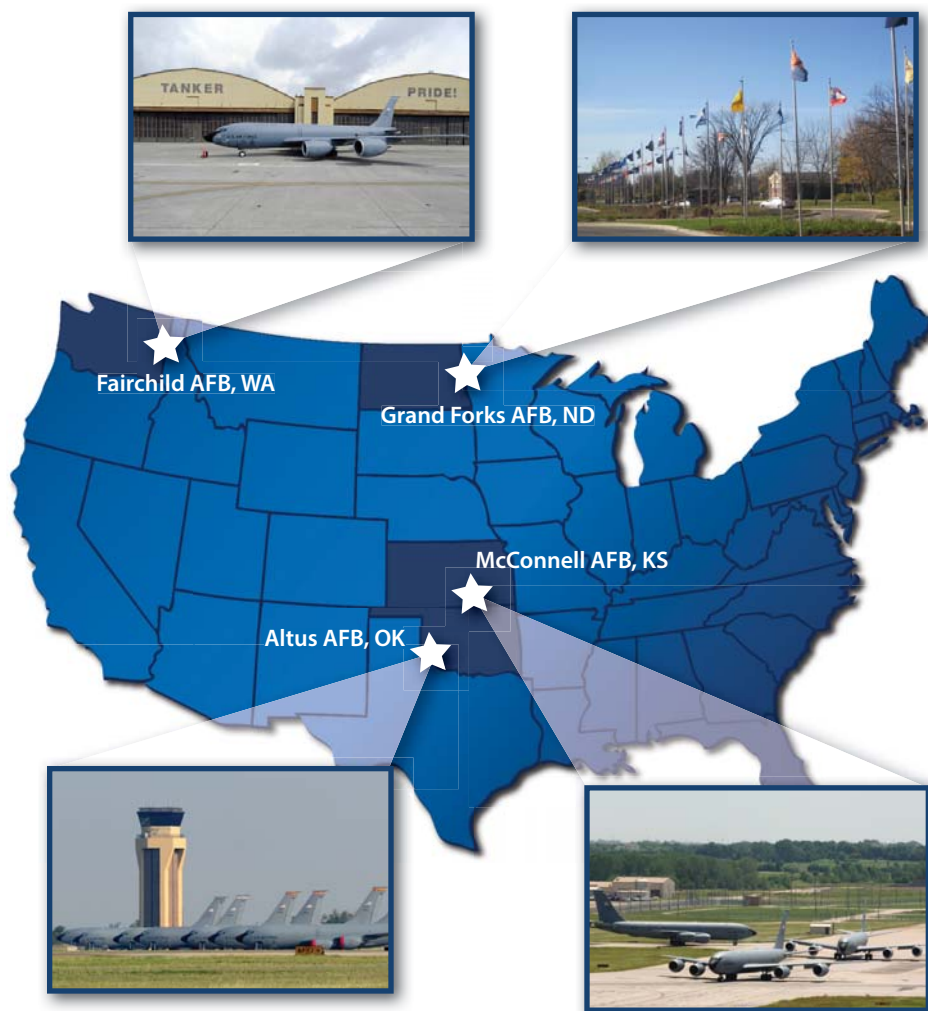 TANKER
PRIDE!
Fairchild AFB, WA
Grand Forks AFB, ND
McConnell AFB, KS
Altus AFB, OK